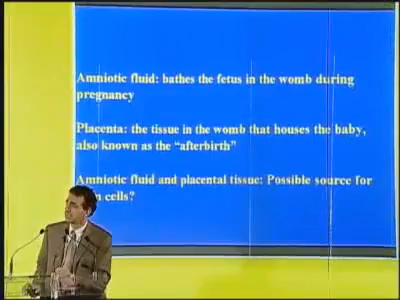 Amniotic fluid: bathes the fetus in the womb during
pregnancy
Placenta: the tissue in the womb that houses the baby,
also known as the “afterbirth”
Amniotic fluid and placental tissue: Possible source for
cells?